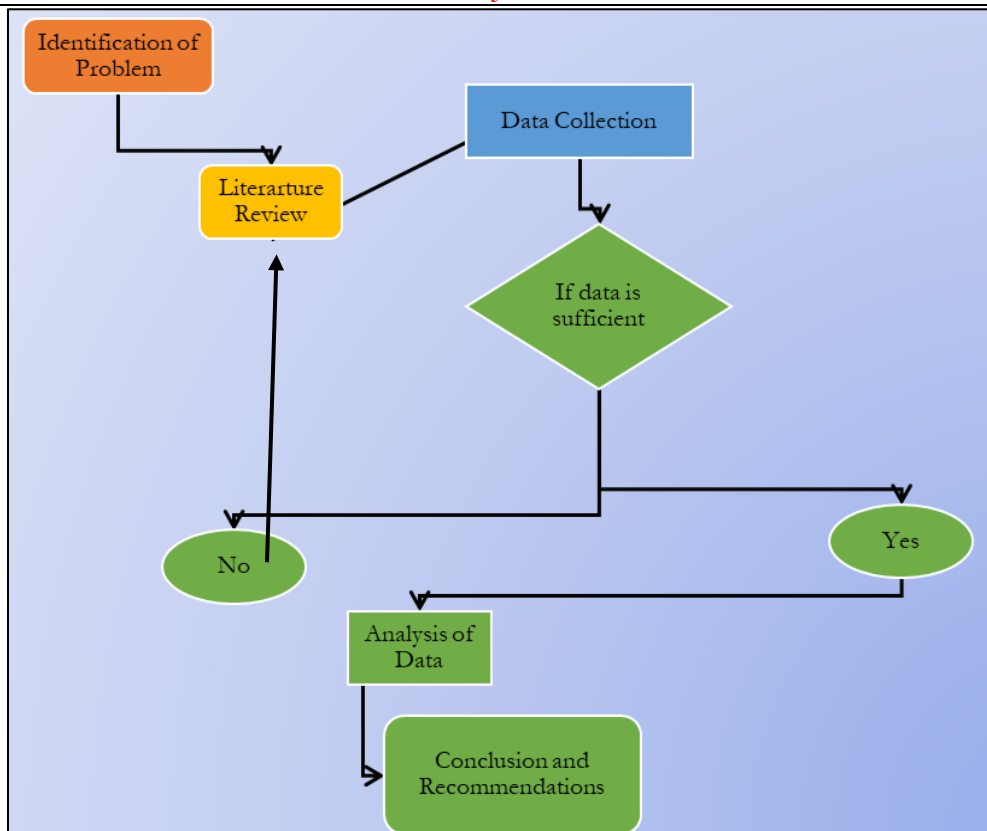 Identification of
Problem
Data Collection
Literarture
Review
If data is
sufficient
No
Yes
Analysis of
Data
Conclusion and
Recommendations